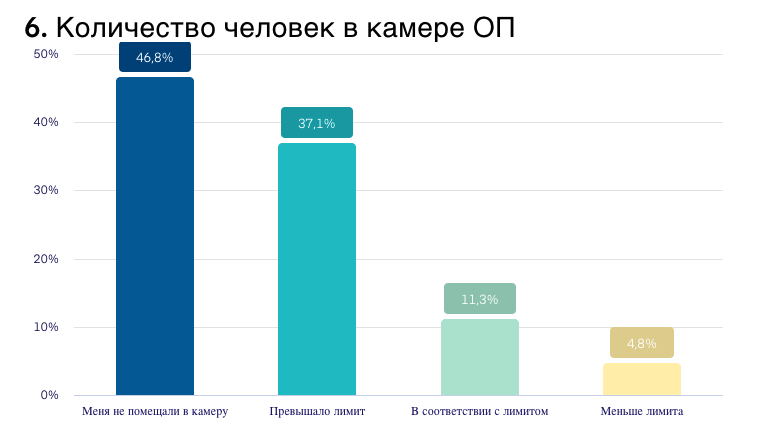 6. Количество человек в камере ОП
50%
46,8%
40%
37,1%
30%
20%
11,3%
10%
4,8%
0%
Меня не помещали в камеру
Превышало лимит
В соответствии с лимитом
Меньше лимита